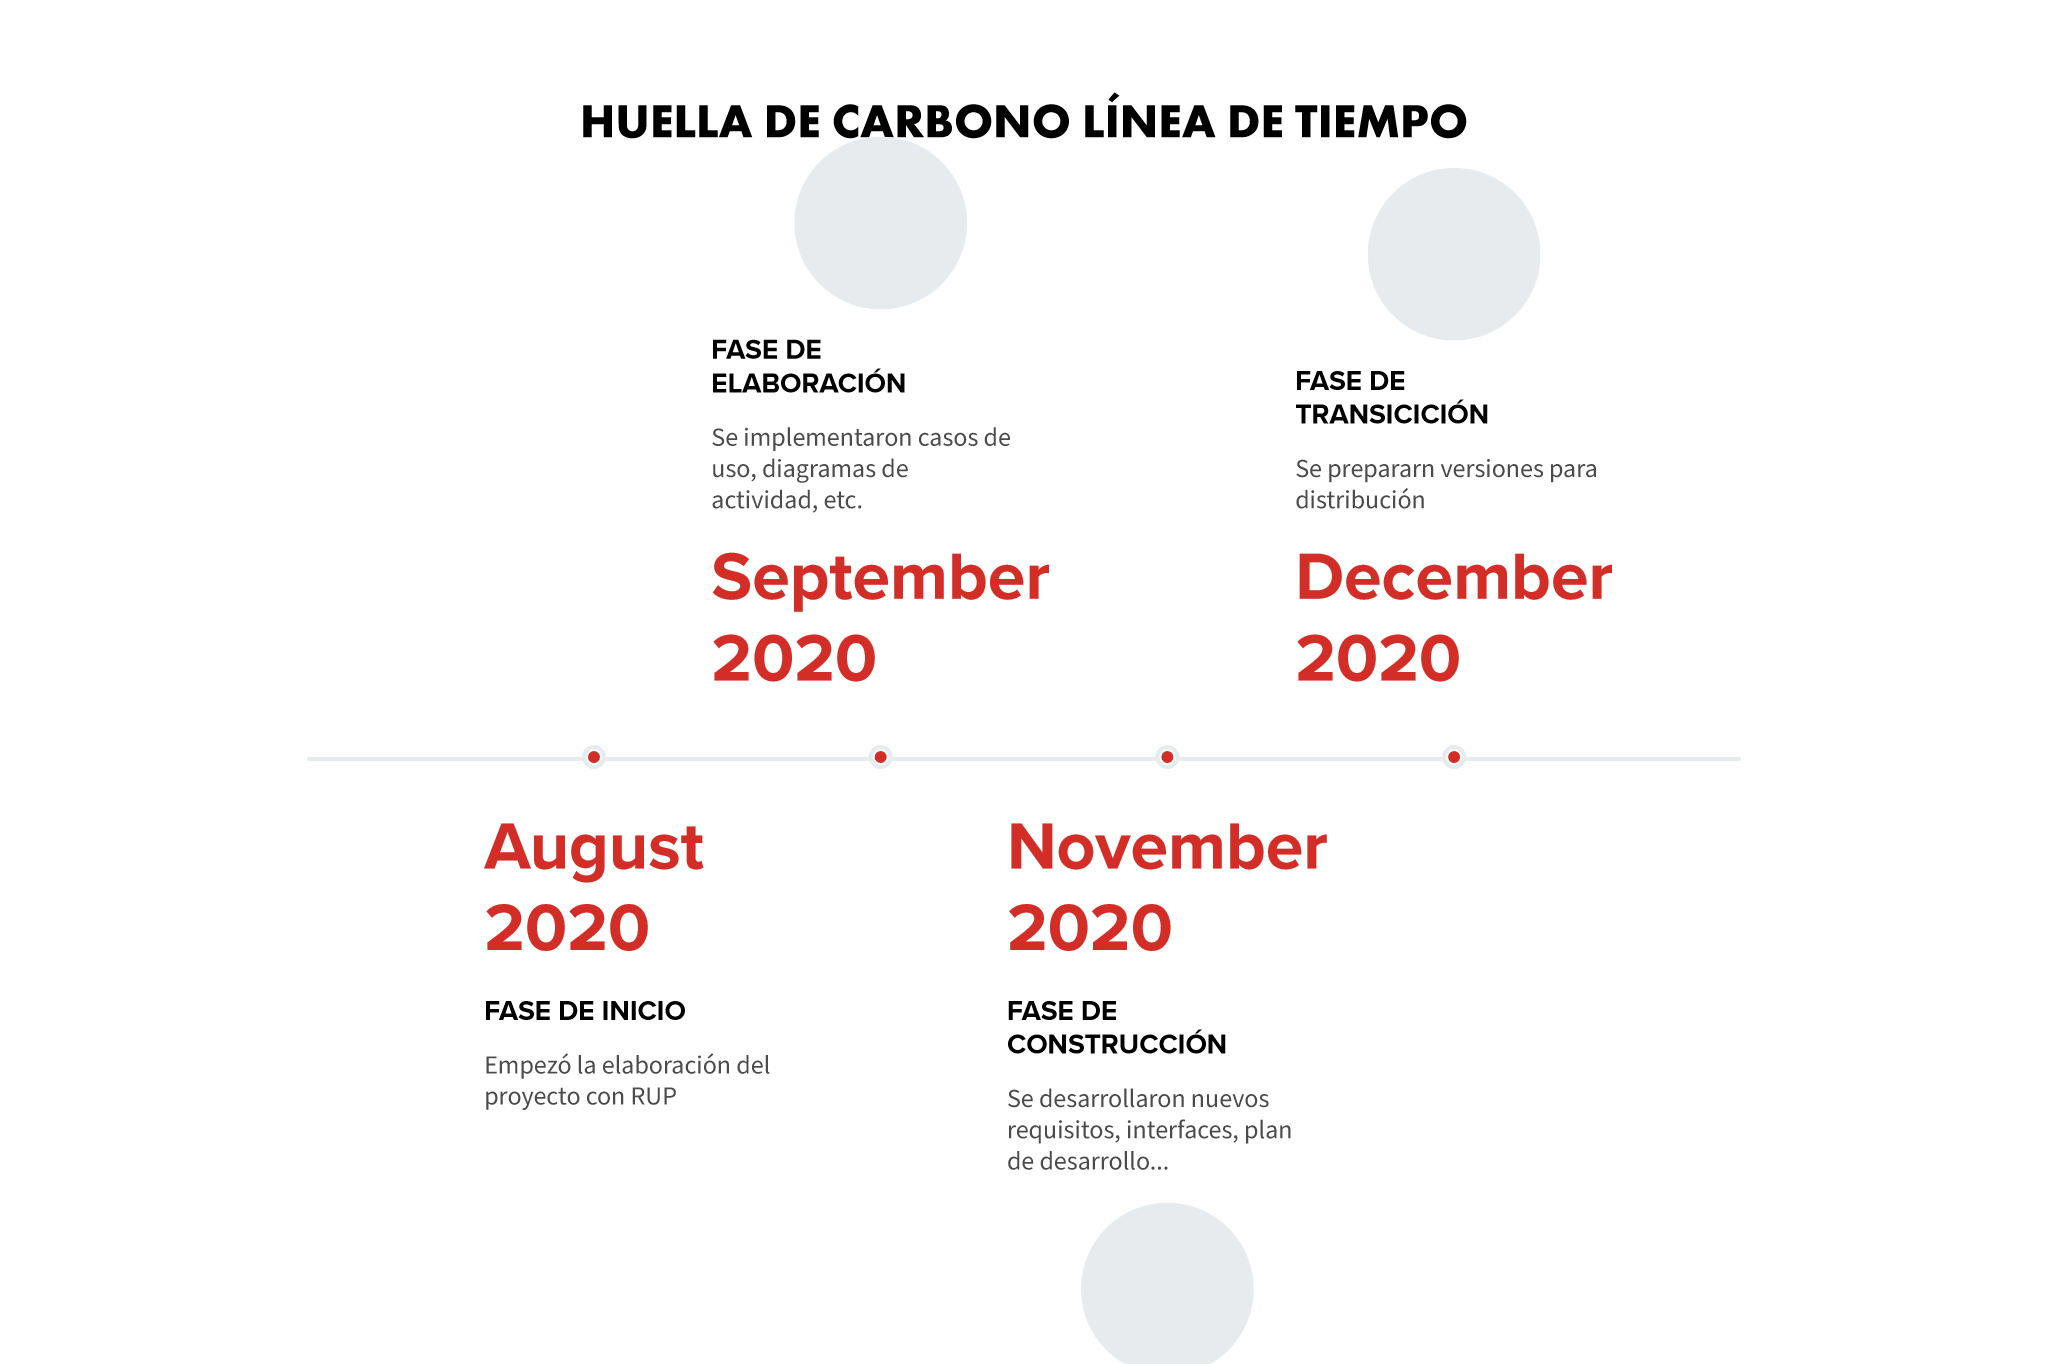 HUELLA DE CARBONO LÍNEA DE TIEMPO
FASE DE
ELABORACIÓN
Se implementaron casos de
uso, diagramas de
actividad, etc.
September
2020
FASE DE
TRANSICICIÓN
Se prepararn versiones para
distribución
December
2020
August
2020
FASE DE INICIO
Empezó la elaboración del
proyecto con RUP
November
2020
FASE DE
CONSTRUCCIÓN
Se desarrollaron nuevos
requisitos, interfaces, plan
de desarrollo...